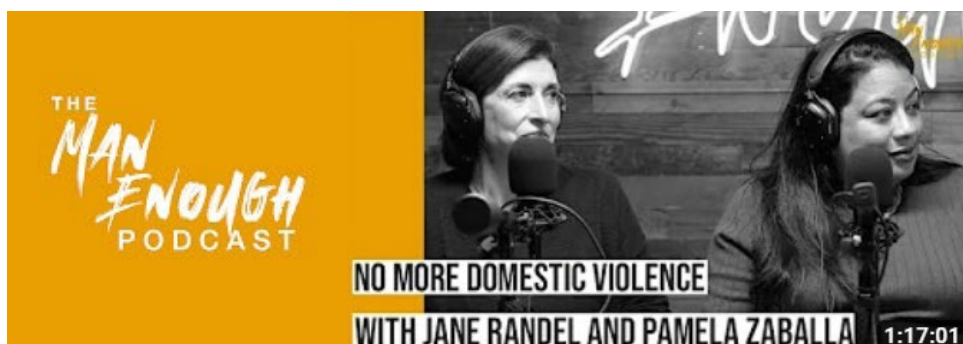 THE
MAN
ENOUGH
PODCAST
NO MORE DOMESTIC VIOLENCE
WITH JANE RANDEL AND PAMELA ZABALLA
1:17:01